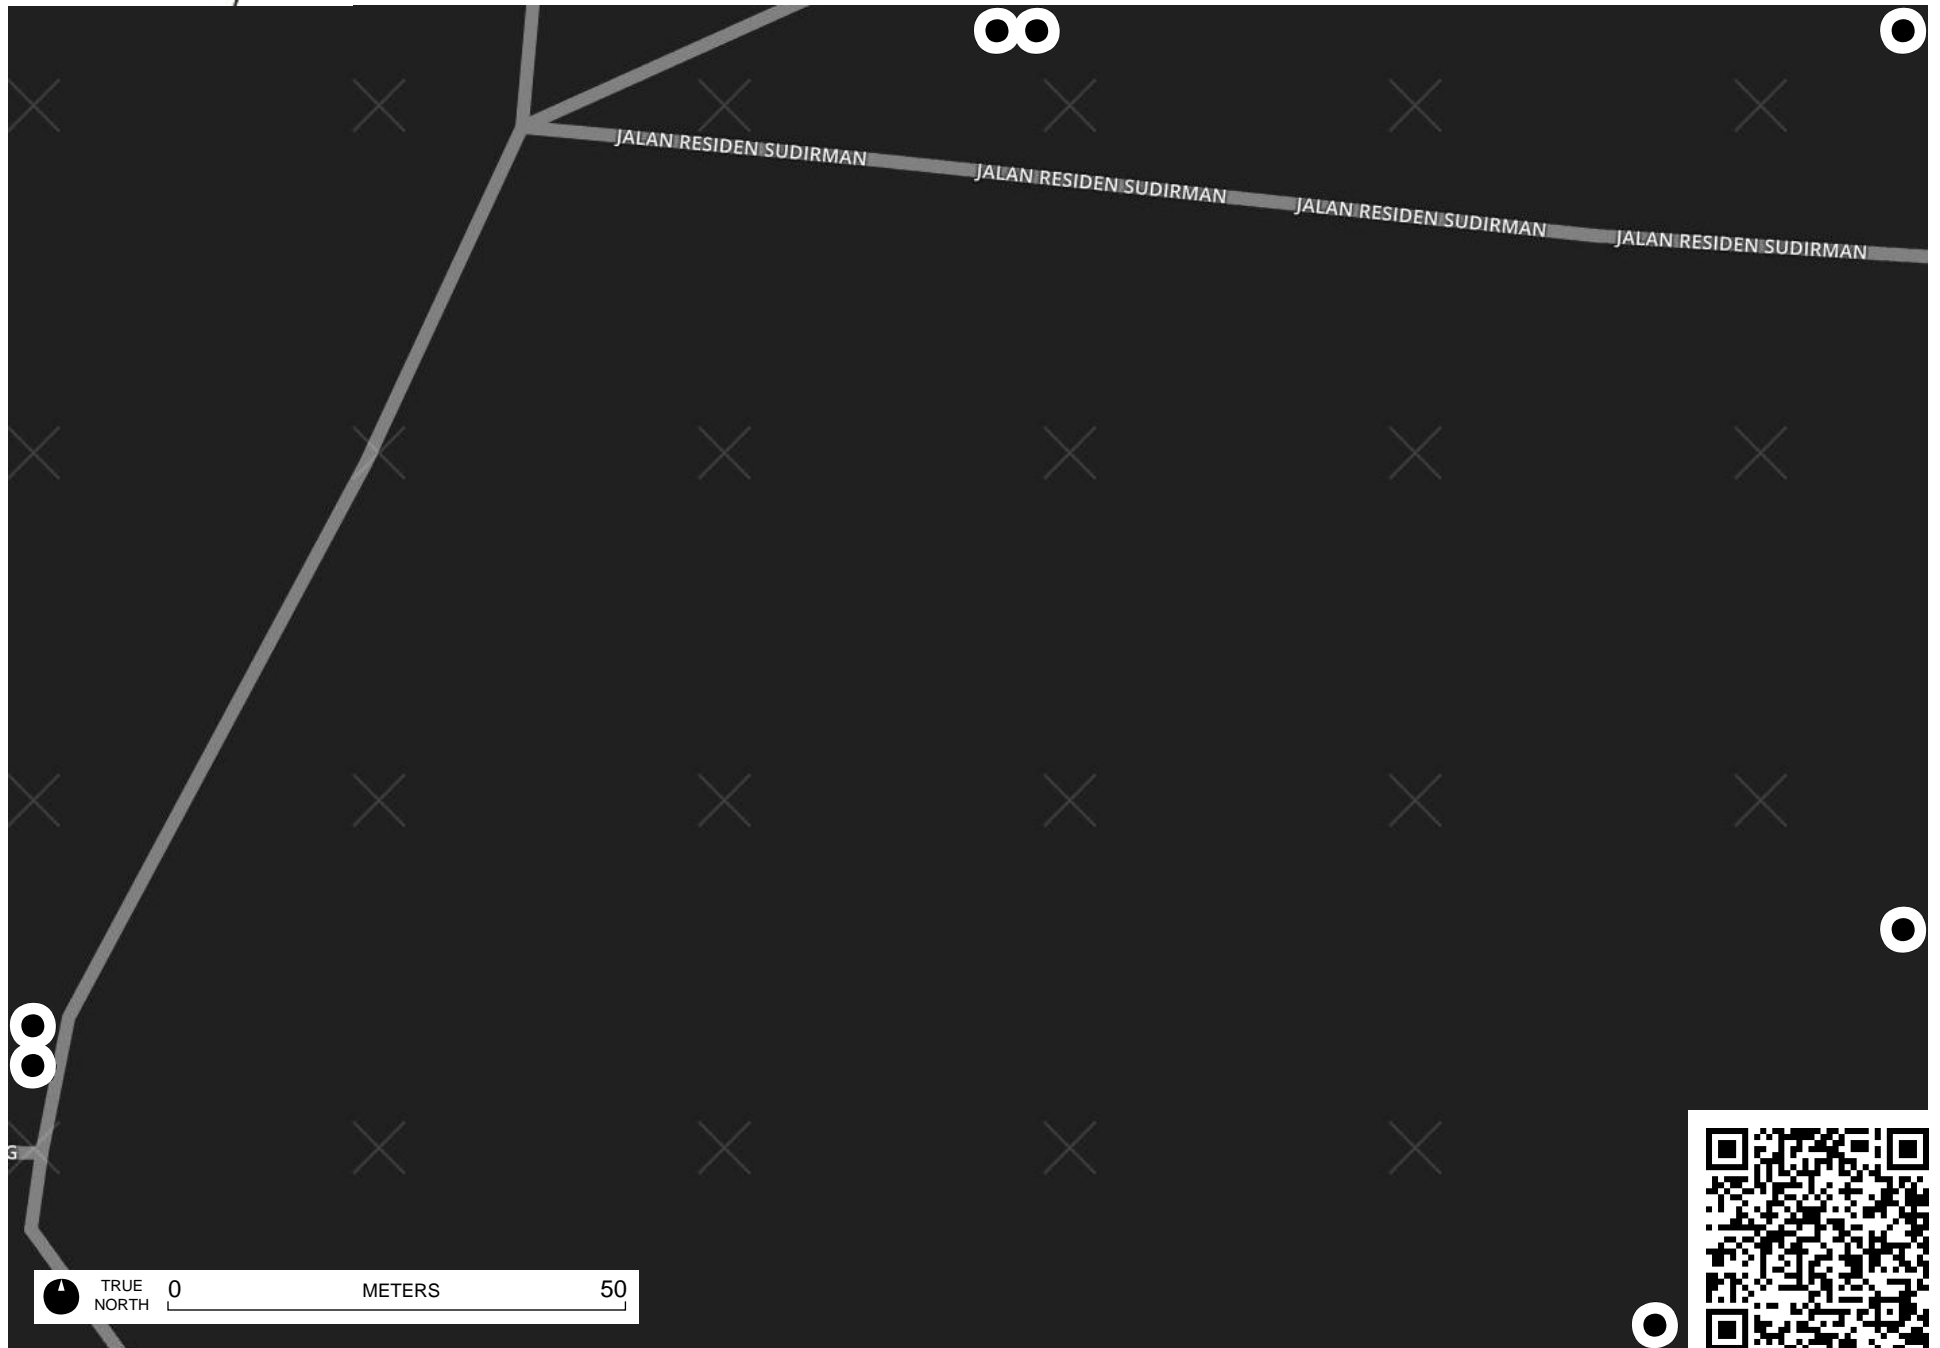 JALAN RESIDEN SUDIRMAN
JALAN RESIDEN SUDIRMAN
JALAN RESIDEN SUDIRMAN
JALAN RESIDEN SUDIRMAN
G
TRUE
NORTH
0 METERS 50